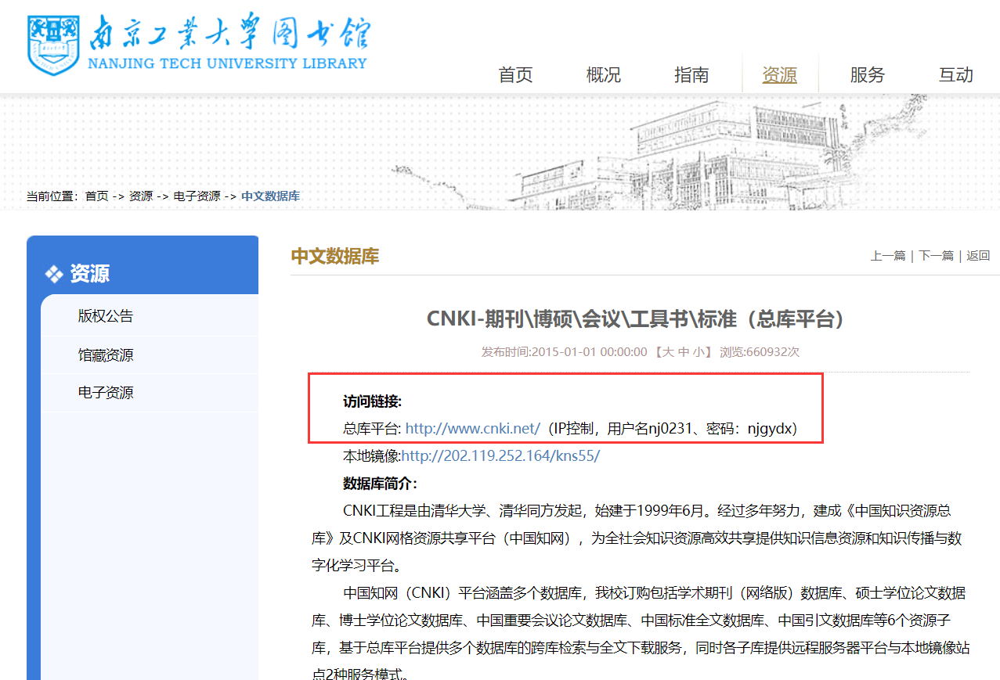 南京工业大学图书馆
NANJING TECH UNIVERSITY LIBRARY
首页 概况 指南 资源 服务 互动
当前位置：首页 -> 资源 -> 电子资源 -> 中文数据库
资源
版权公告
馆藏资源
电子资源
中文数据库
上一篇 | 下一篇 | 返回
CNKI-期刊\博硕\会议\工具书\标准（总库平台）
发布时间:2015-01-01 00:00:00 【大 中 小】 浏览:660932次
访问链接:
总库平台: http://www.cnki.net/（IP控制，用户名nj0231、密码：njgydx）
本地镜像:http://202.119.252.164/kns55/
数据库简介：
CNKI工程是由清华大学、清华同方发起，始建于1999年6月。经过多年努力，建成《中国知识资源总
库》及CNKI网格资源共享平台（中国知网），为全社会知识资源高效共享提供知识信息资源和知识传播与数
字化学习平台。
中国知网（CNKI）平台涵盖多个数据库，我校订购包括学术期刊（网络版）数据库、硕士学位论文数据
库、博士学位论文数据库、中国重要会议论文数据库、中国标准全文数据库、中国引文数据库等6个资源子
库，基于总库平台提供多个数据库的跨库检索与全文下载服务，同时各子库提供远程服务器平台与本地镜像站
点2种服务模式。